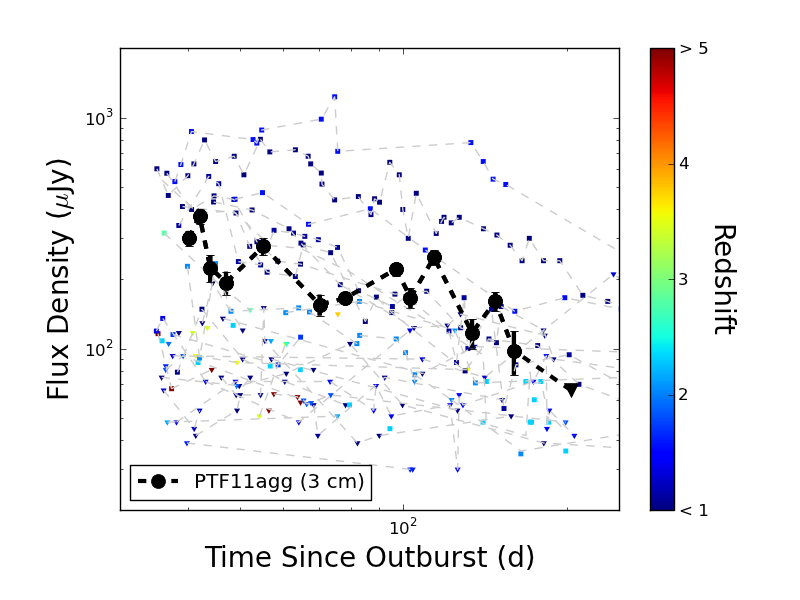 10³
10²
Flux Density (μJy)
PTF11agg (3 cm)
10²
Time Since Outburst (d)
> 5
4
3
2
< 1
Redshift